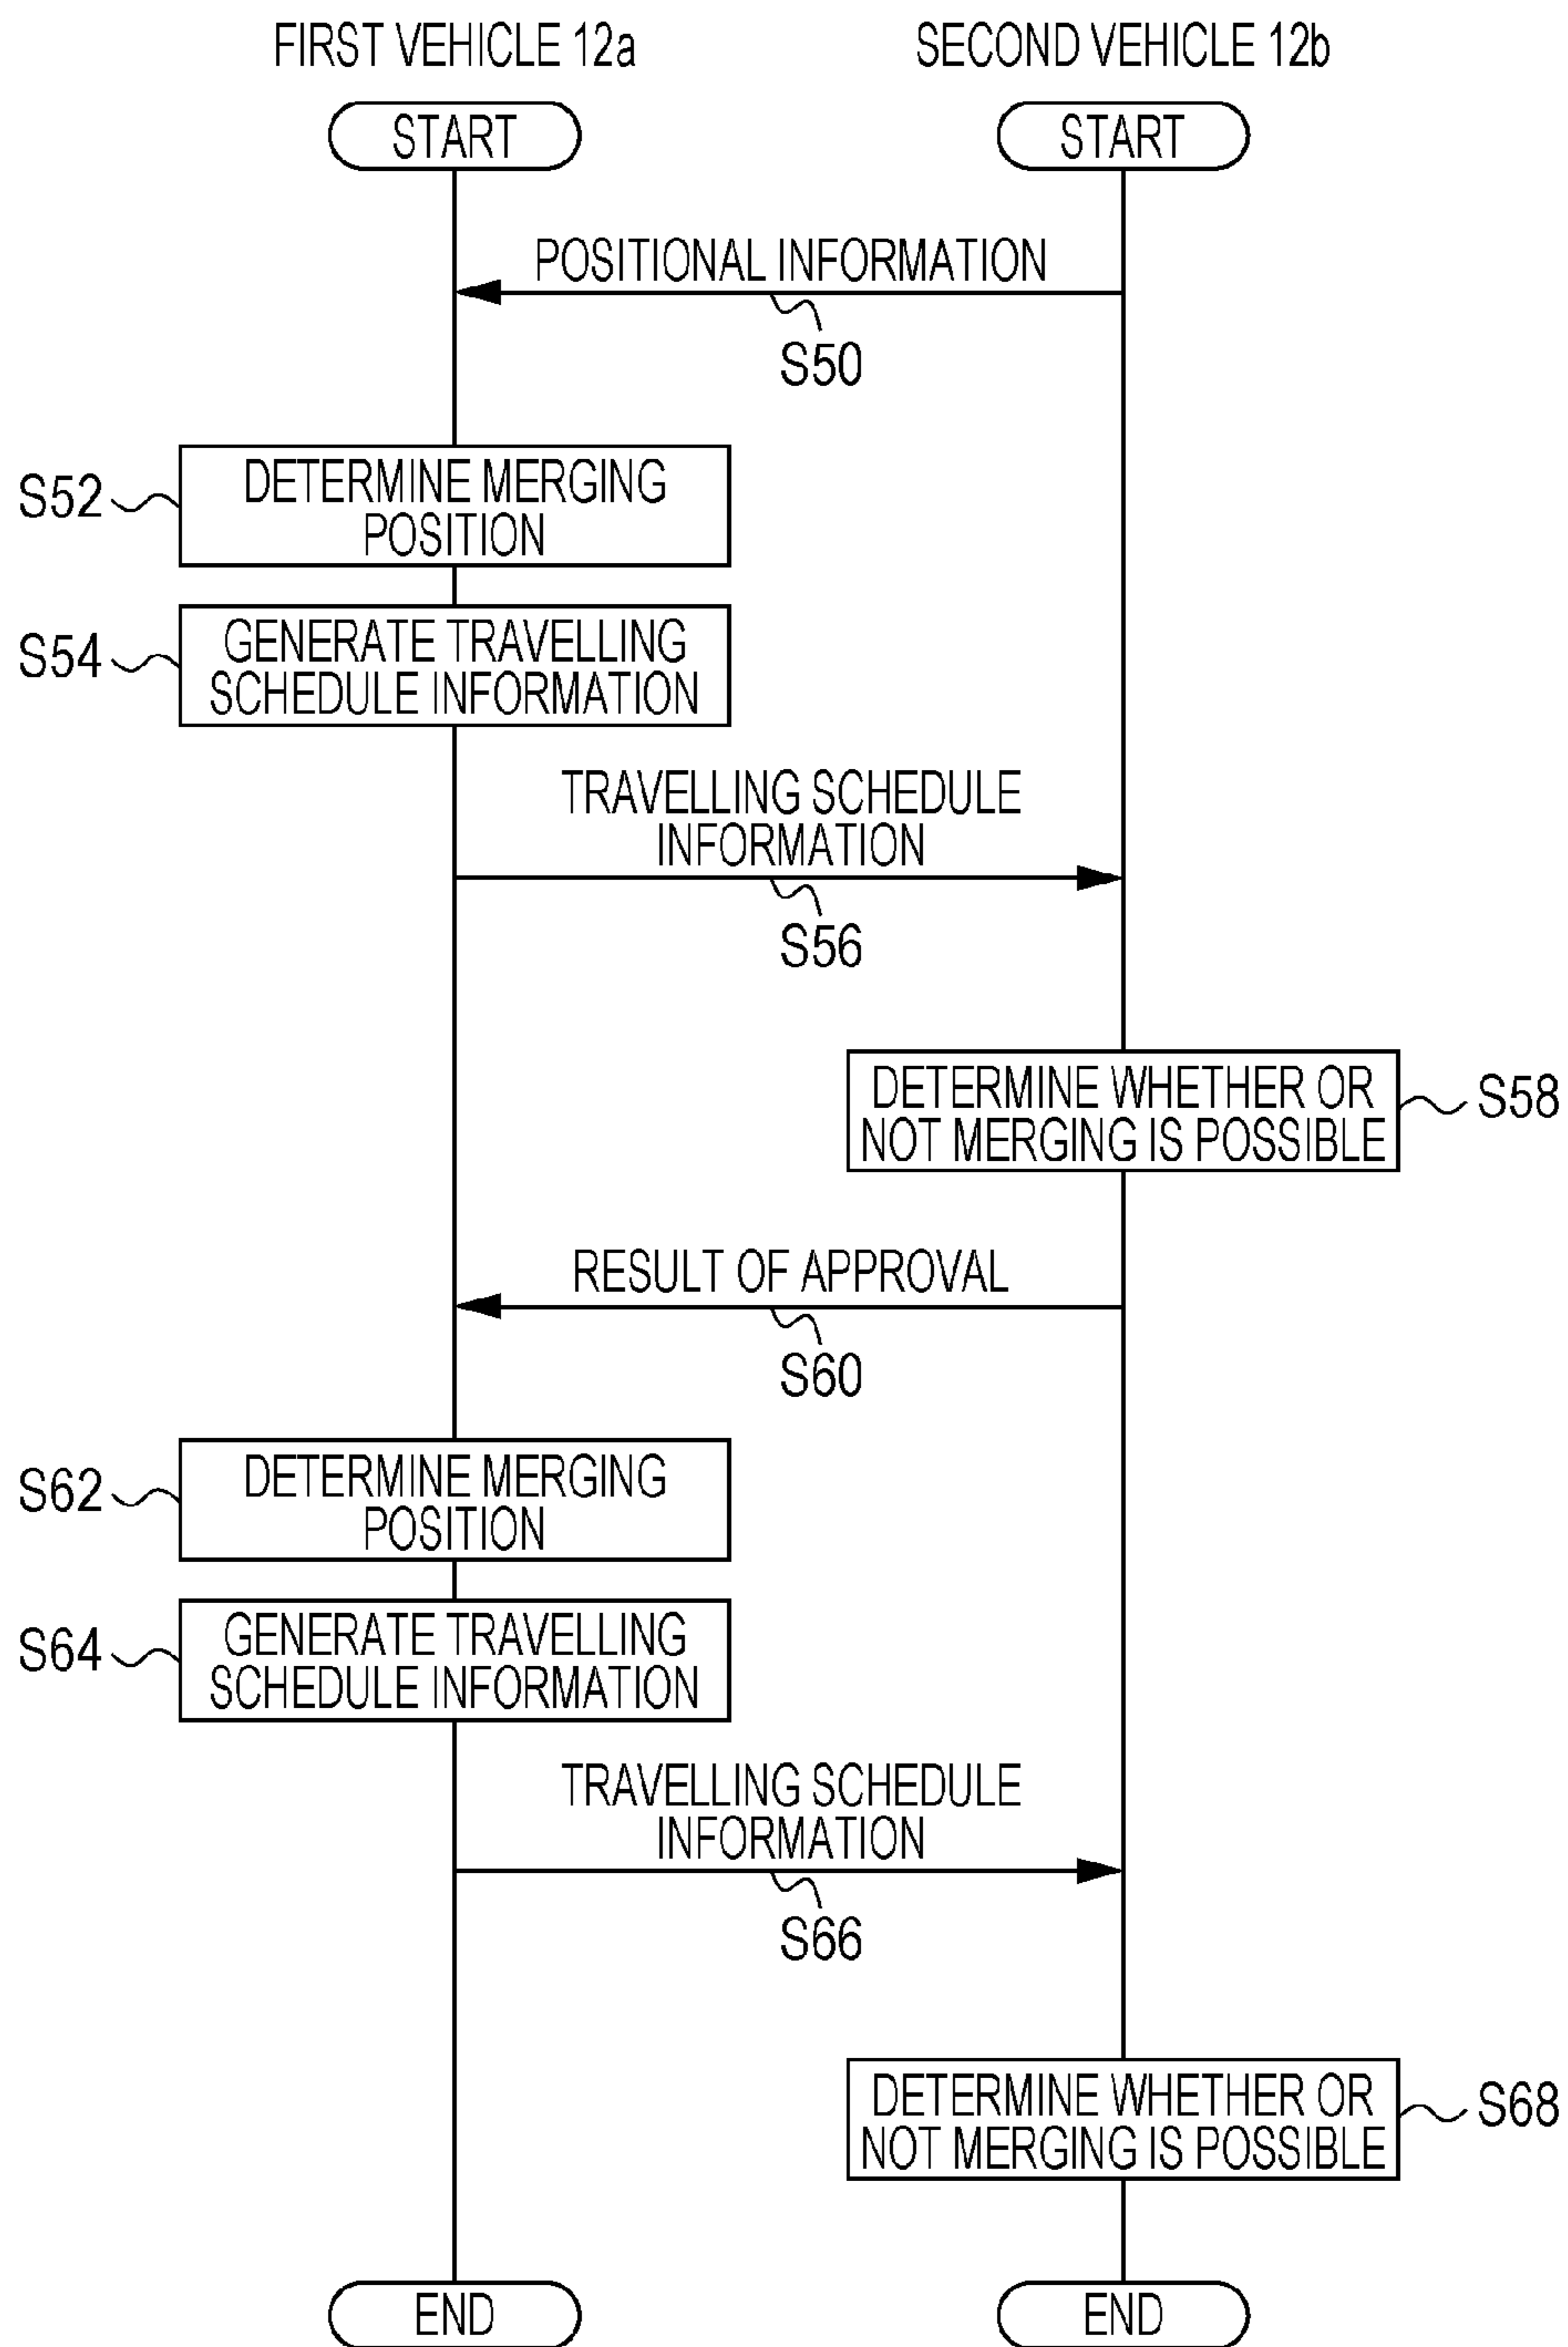 FIRST VEHICLE 12a
SECOND VEHICLE 12b
START
START
POSITIONAL INFORMATION
S50
S52
DETERMINE MERGING
POSITION
S54
GENERATE TRAVELLING
SCHEDULE INFORMATION
TRAVELLING SCHEDULE
INFORMATION
S56
DETERMINE WHETHER OR
NOT MERGING IS POSSIBLE
S58
RESULT OF APPROVAL
S60
S62
DETERMINE MERGING
POSITION
S64
GENERATE TRAVELLING
SCHEDULE INFORMATION
TRAVELLING SCHEDULE
INFORMATION
S66
DETERMINE WHETHER OR
NOT MERGING IS POSSIBLE
S68
END
END